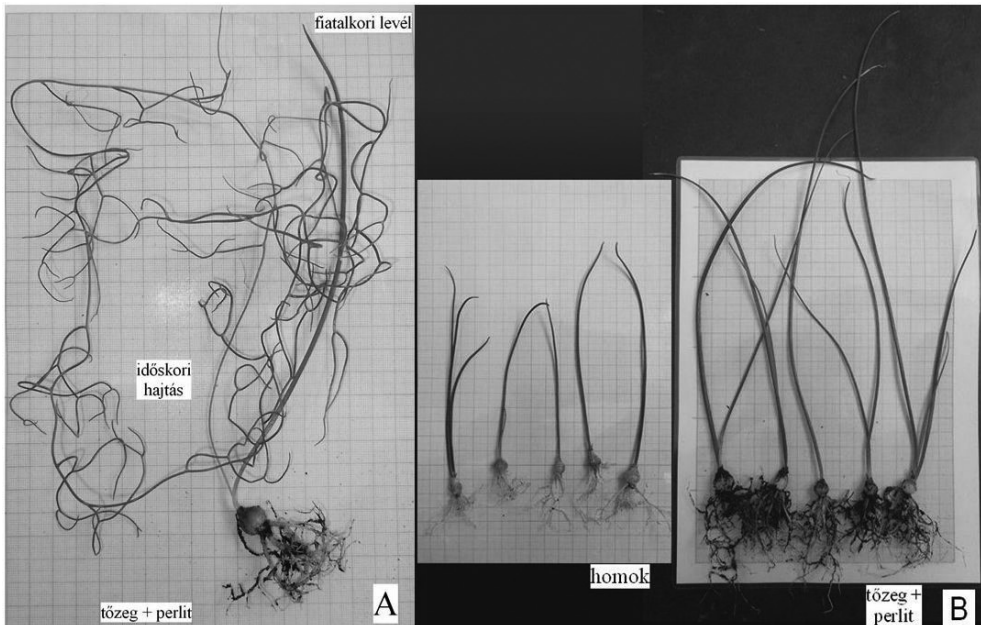 fiatalkori levél
időskori
hajtás
tőzeg + perlit
A
homok
tőzeg +
perlit
B